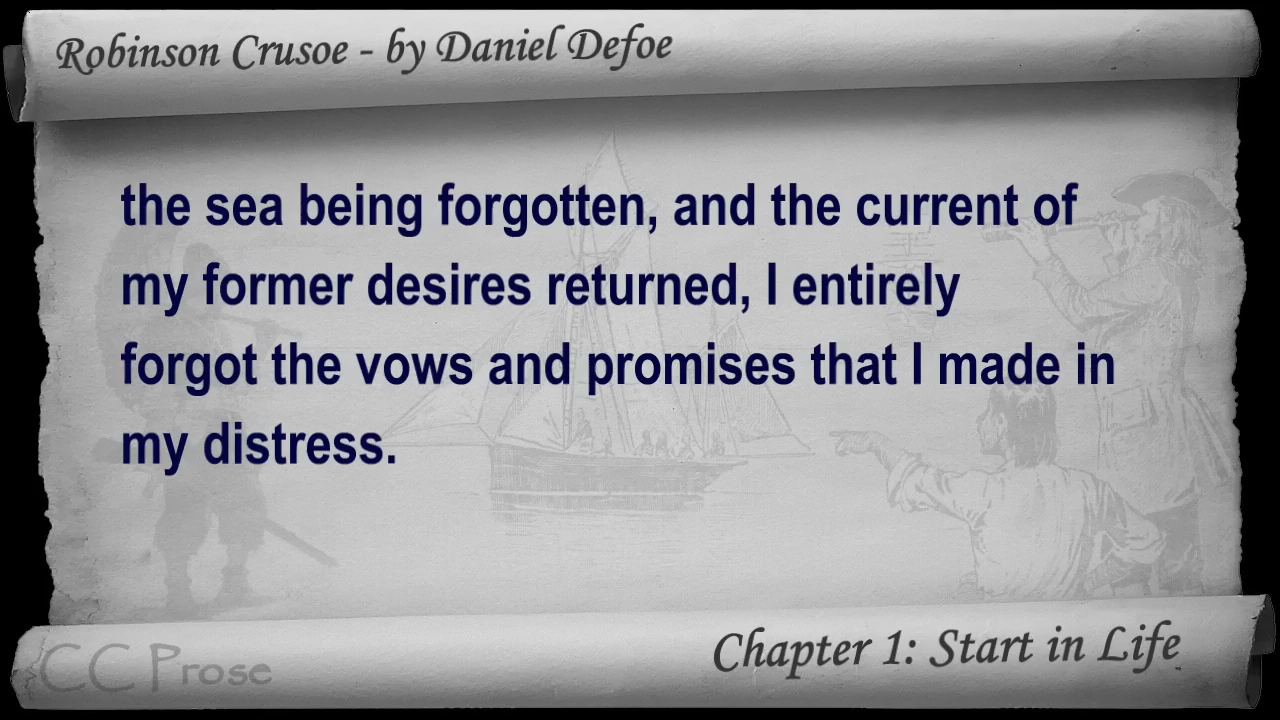 Robinson Crusoe - by Daniel Defoe
the sea being forgotten, and the current of
my former desires returned, I entirely
forgot the vows and promises that I made in
my distress.
Chapter 1: Start in Life
CC Prose